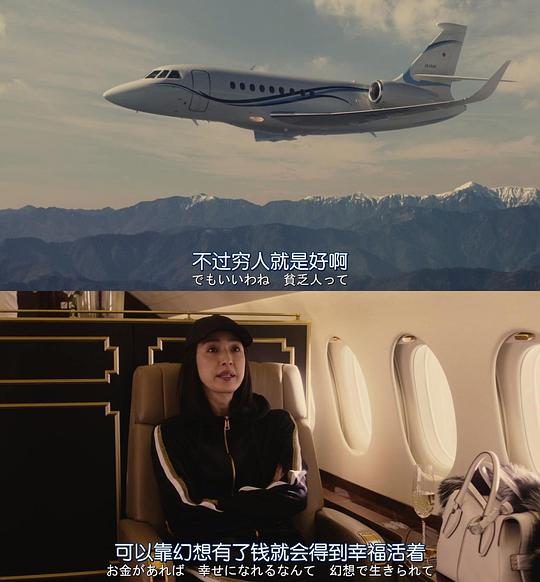 不过穷人就是好啊
でもいいわね　貧乏人って
可以靠幻想有了钱就会得到幸福活着
お金があれば　幸せになれるなんて　幻想で生きられて